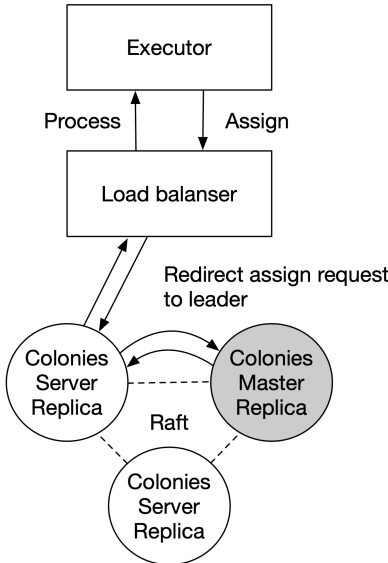 Executor
Process
Assign
Load balanser
Redirect assign request
to leader
Colonies
Server
Replica
Colonies
Master
Replica
Raft
Colonies
Server
Replica